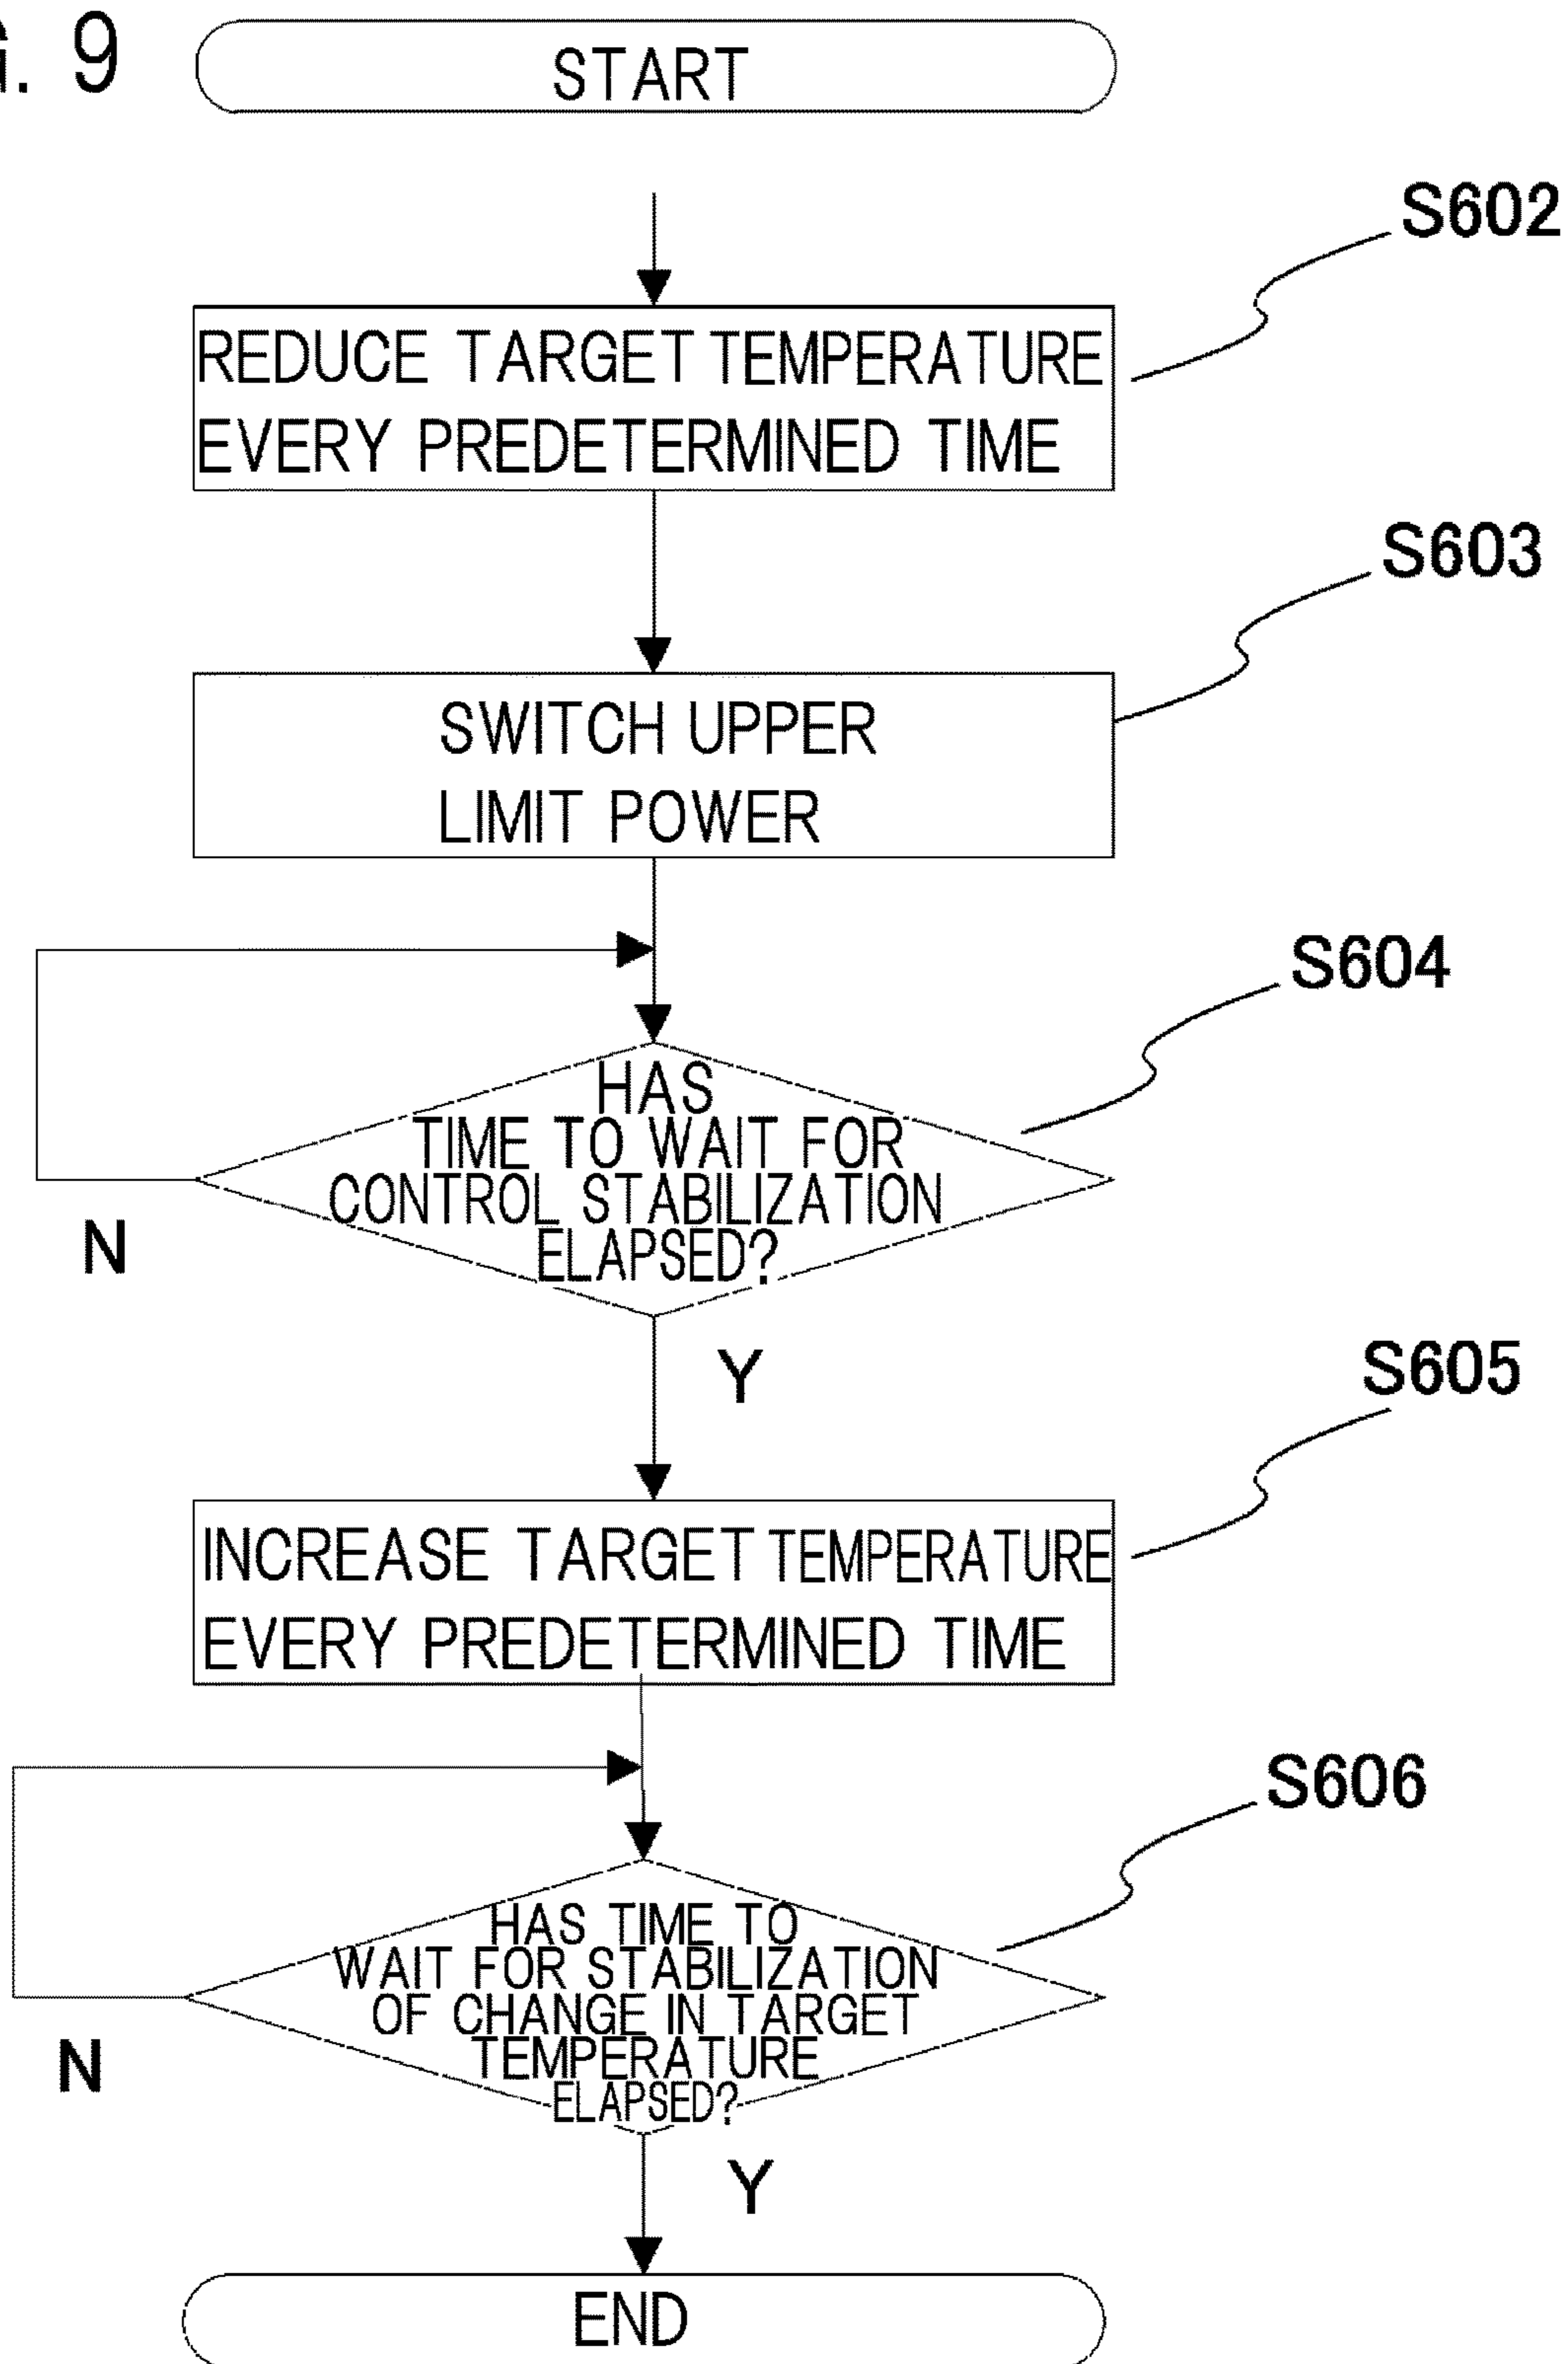 G. 9
START
S602
REDUCE TARGET TEMPERATURE
EVERY PREDETERMINED TIME
S603
SWITCH UPPER
LIMIT POWER
S604
HAS
TIME TO WAIT FOR
CONTROL STABILIZATION
ELAPSED?
N
Y
S605
INCREASE TARGET TEMPERATURE
EVERY PREDETERMINED TIME
S606
HAS TIME TO
WAIT FOR STABILIZATION
OF CHANGE IN TARGET
TEMPERATURE
ELAPSED?
N
Y
END